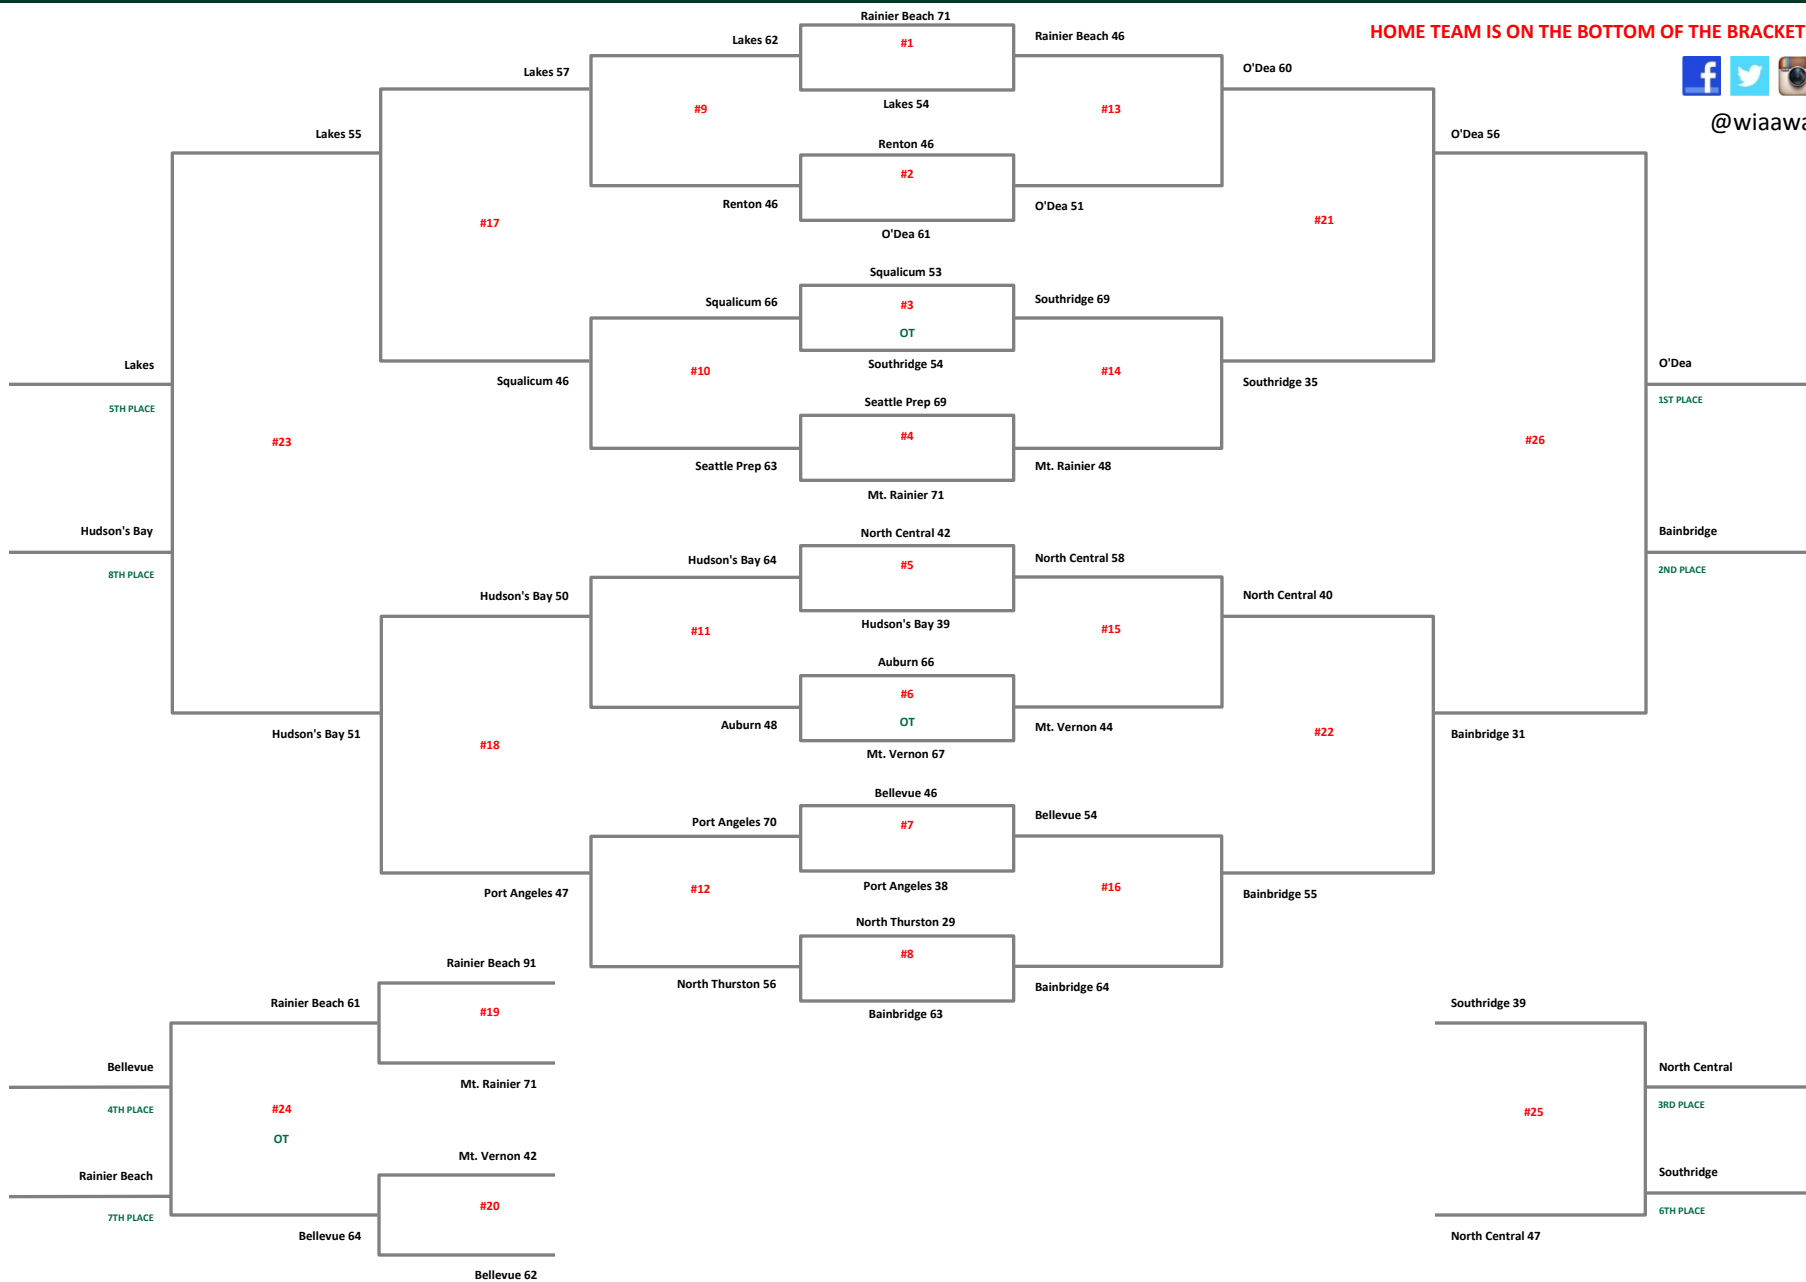 Rainier Beach 71
HOME TEAM IS ON THE BOTTOM OF THE BRACKET
Lakes 62
#1
Rainier Beach 46
Lakes 57
O'Dea 60
Lakes 54
#9
#13
@wiaawa
Lakes 55
O'Dea 56
Renton 46
#2
Renton 46
O'Dea 51
#17
#21
O'Dea 61
Squalicum 53
Squalicum 66
#3
Southridge 69
OT
Lakes
Southridge 54
O'Dea
#10
#14
Squalicum 46
Southridge 35
5TH PLACE
1ST PLACE
Seattle Prep 69
#23
#4
#26
Seattle Prep 63
Mt. Rainier 48
Mt. Rainier 71
Hudson's Bay
North Central 42
Bainbridge
Hudson's Bay 64
#5
North Central 58
8TH PLACE
2ND PLACE
Hudson's Bay 50
North Central 40
Hudson's Bay 39
#11
#15
Auburn 66
#6
Auburn 48
OT
Mt. Vernon 44
Hudson's Bay 51
#18
#22
Bainbridge 31
Mt. Vernon 67
Bellevue 46
Port Angeles 70
#7
Bellevue 54
Port Angeles 47
#12
Port Angeles 38
#16
Bainbridge 55
North Thurston 29
Rainier Beach 91
#8
North Thurston 56
Bainbridge 64
Rainier Beach 61
#19
Bainbridge 63
Southridge 39
Bellevue
Mt. Rainier 71
North Central
4TH PLACE
#24
#25
3RD PLACE
OT
Mt. Vernon 42
Rainier Beach
Southridge
7TH PLACE
#20
6TH PLACE
Bellevue 64
North Central 47
Bellevue 62